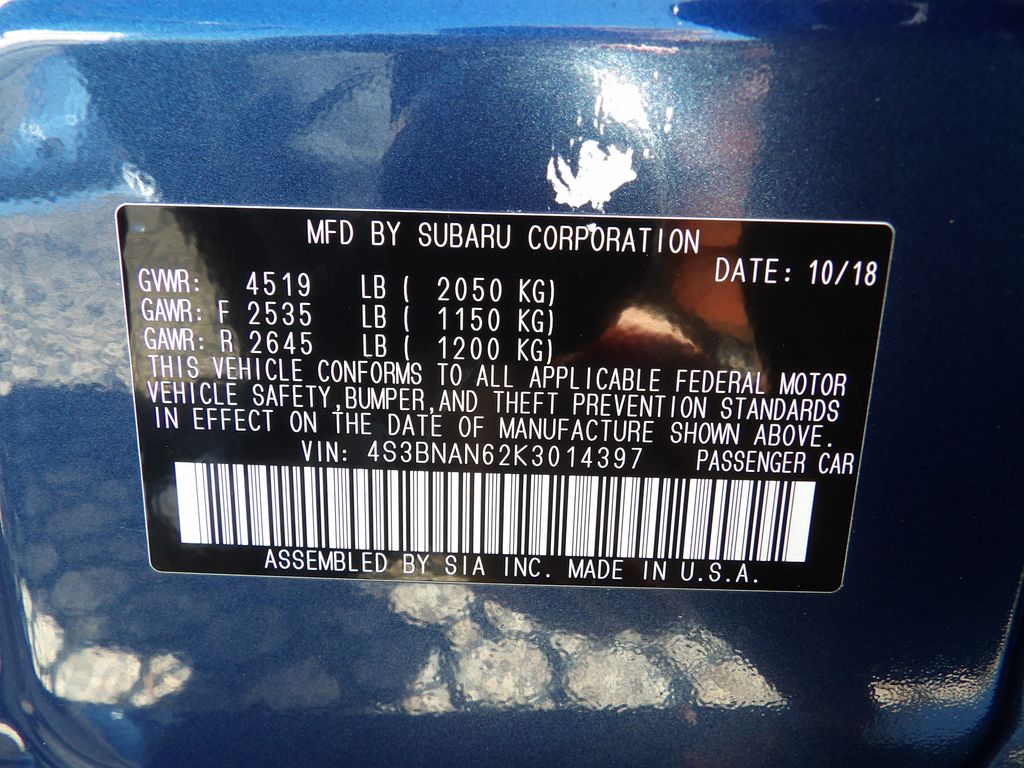 MFD BY SUBARU CORPORATION
DATE: 10/18
GVWR: 4519 LB ( 2050 KG)
GAWR: F 2535 LB ( 1150 KG)
GAWR: R 2645 LB ( 1200 KG)
THIS VEHICLE CONFORMS TO ALL APPLICABLE FEDERAL MOTOR
VEHICLE SAFETY,BUMPER,AND THEFT PREVENTION STANDARDS
IN EFFECT ON THE DATE OF MANUFACTURE SHOWN ABOVE.
VIN: 4S3BNAN62K3014397 PASSENGER CAR
ASSEMBLED BY SIA INC. MADE IN U.S.A.